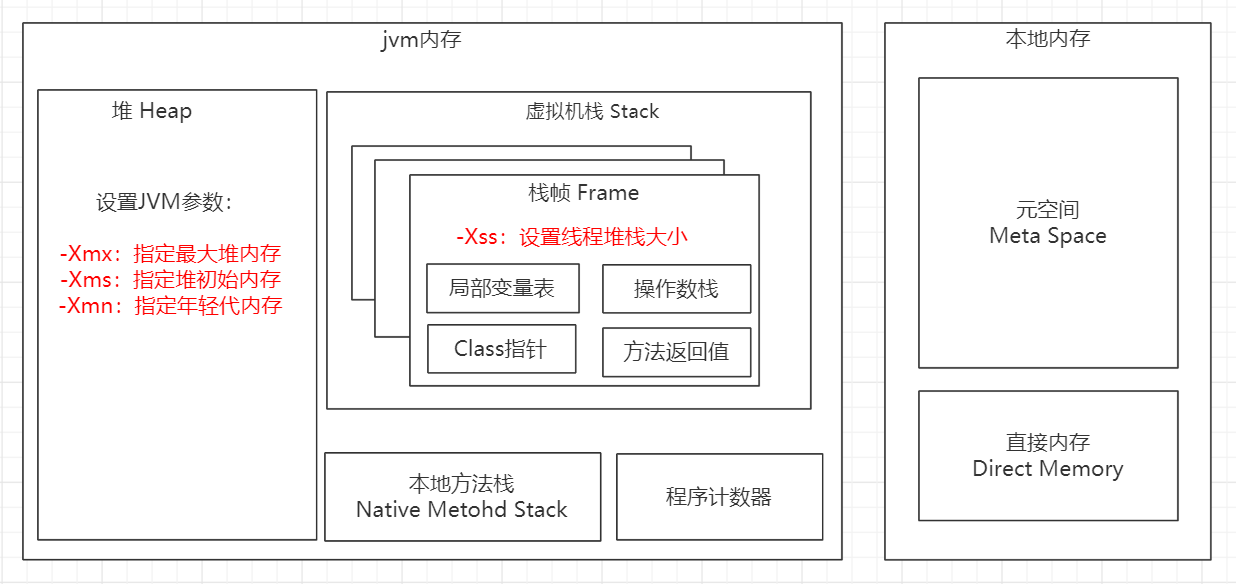 jvm内存
堆 Heap
设置JVM参数：
-Xmx：指定最大堆内存
-Xms：指定堆初始内存
-Xmn：指定年轻代内存
虚拟机栈 Stack
栈帧 Frame
-Xss：设置线程堆栈大小
局部变量表
操作数栈
Class指针
方法返回值
本地方法栈
Native Metohd Stack
程序计数器
本地内存
元空间
Meta Space
直接内存
Direct Memory